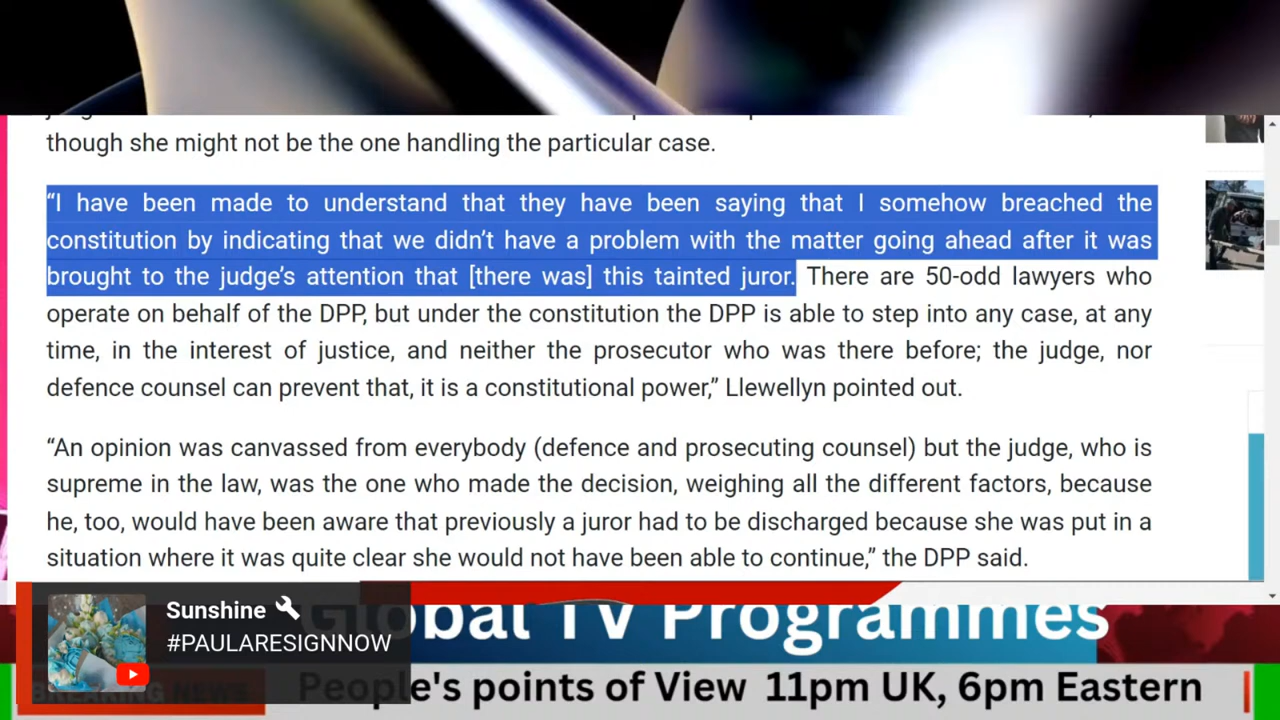 though she might not be the one handling the particular case.
“I have been made to understand that they have been saying that I somehow breached the
constitution by indicating that we didn’t have a problem with the matter going ahead after it was
brought to the judge’s attention that [there was] this tainted juror. There are 50-odd lawyers who
operate on behalf of the DPP, but under the constitution the DPP is able to step into any case, at any
time, in the interest of justice, and neither the prosecutor who was there before; the judge, nor
defence counsel can prevent that, it is a constitutional power,” Llewellyn pointed out.
“An opinion was canvassed from everybody (defence and prosecuting counsel) but the judge, who is
supreme in the law, was the one who made the decision, weighing all the different factors, because
he, too, would have been aware that previously a juror had to be discharged because she was put in a
situation where it was quite clear she would not have been able to continue,” the DPP said.
Sunshine
#PAULARESIGNNOW
Global TV Programmes
BREAKING NEWS
People's points of View 11pm UK, 6pm Eastern